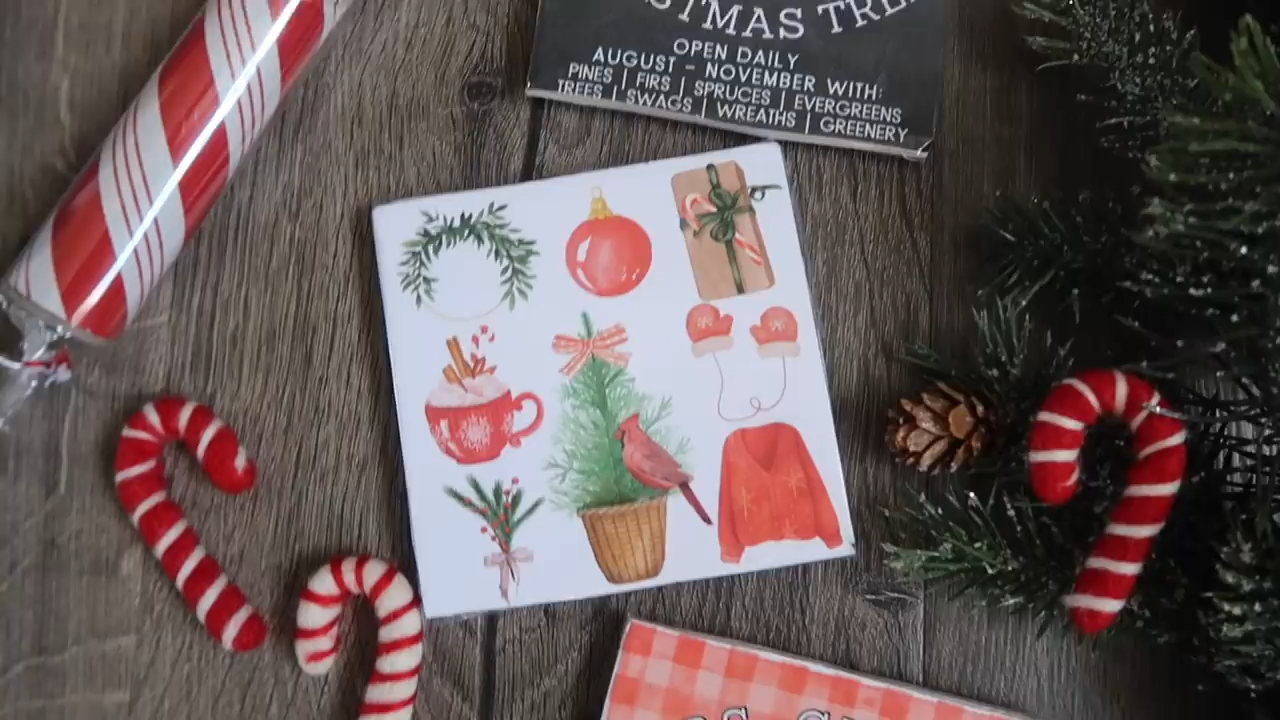 STMAS TRE
OPEN DAILY
AUGUST - NOVEMBER WITH:
PINES | FIRS | SPRUCES | EVERGREENS
TREES | SWAGS | WREATHS | GREENERY